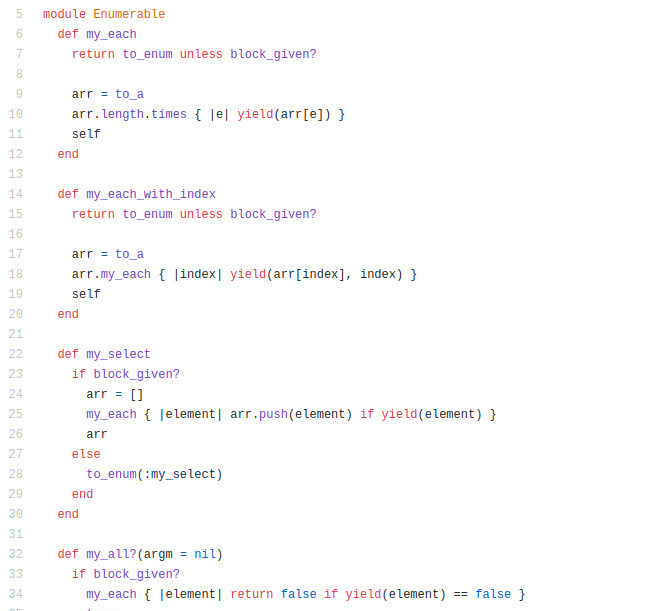 5 module Enumerable
6   def my_each
7     return to_enum unless block_given?
8
9     arr = to_a
10     arr.length.times { |e| yield(arr[e]) }
11     self
12   end
13
14   def my_each_with_index
15     return to_enum unless block_given?
16
17     arr = to_a
18     arr.my_each { |index| yield(arr[index], index) }
19     self
20   end
21
22   def my_select
23     if block_given?
24       arr = []
25       my_each { |element| arr.push(element) if yield(element) }
26       arr
27     else
28       to_enum(:my_select)
29     end
30   end
31
32   def my_all?(argm = nil)
33     if block_given?
34       my_each { |element| return false if yield(element) == false }